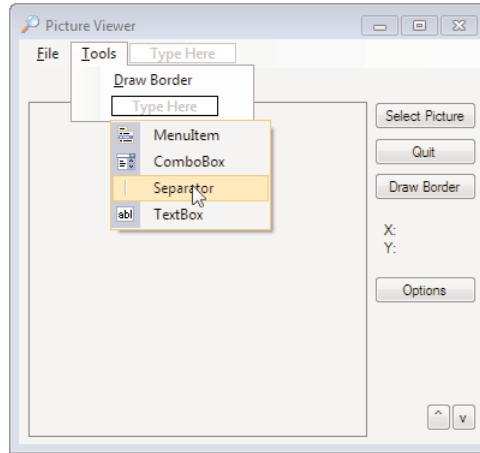 Picture Viewer
File Tools Type Here
Draw Border
Type Here
MenuItem
ComboBox
Separator
abl TextBox
Select Picture
Quit
Draw Border
X:
Y:
Options
^ v